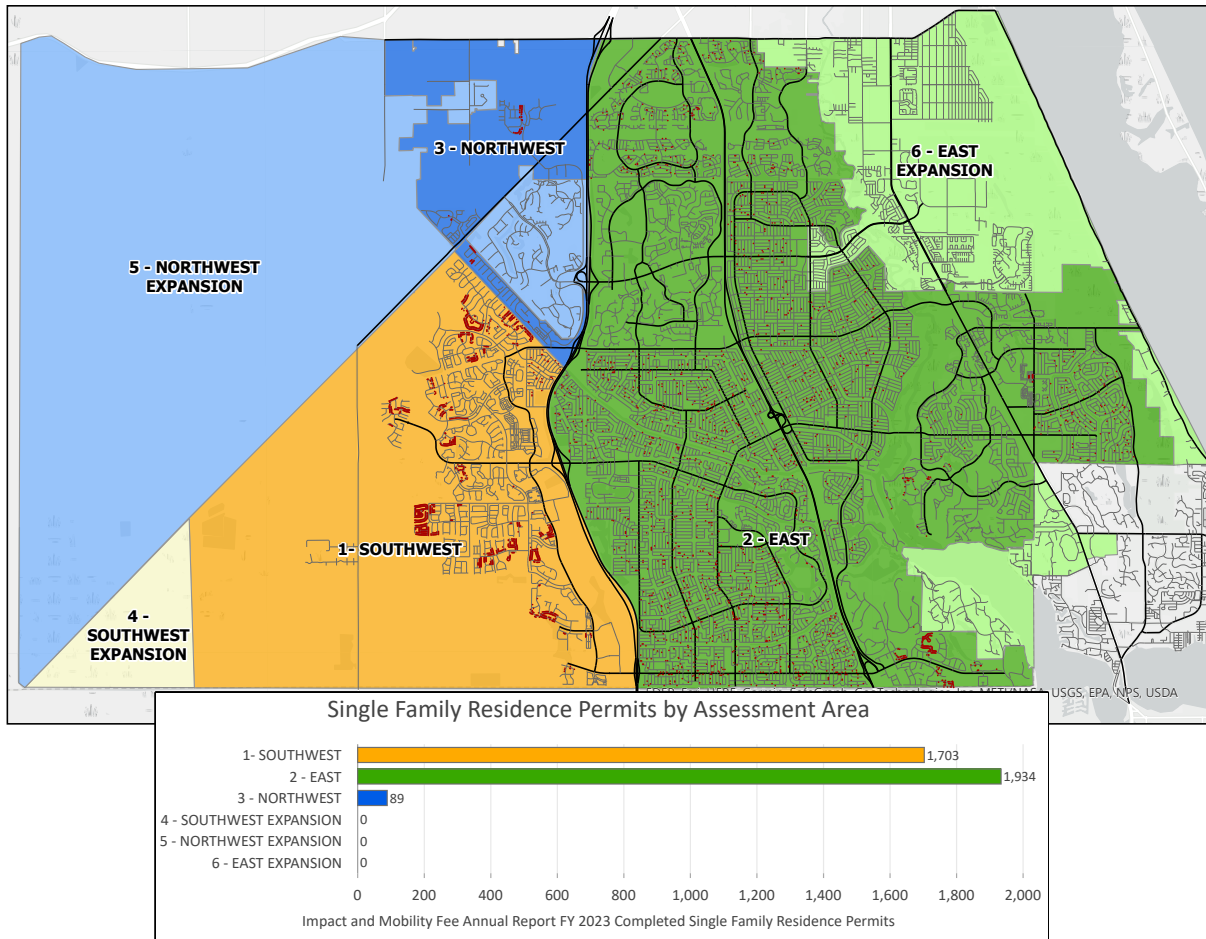 3 - NORTHWEST
6 - EAST
EXPANSION
5 - NORTHWEST
EXPANSION
1- SOUTHWEST
2 - EAST
4 -
SOUTHWEST
EXPANSION
USGS, EPA, NPS, USDA
Single Family Residence Permits by Assessment Area
1- SOUTHWEST 1,703
2 - EAST 1,934
3 - NORTHWEST 89
4 - SOUTHWEST EXPANSION 0
5 - NORTHWEST EXPANSION 0
6 - EAST EXPANSION 0
0 200 400 600 800 1,000 1,200 1,400 1,600 1,800 2,000
Impact and Mobility Fee Annual Report FY 2023 Completed Single Family Residence Permits